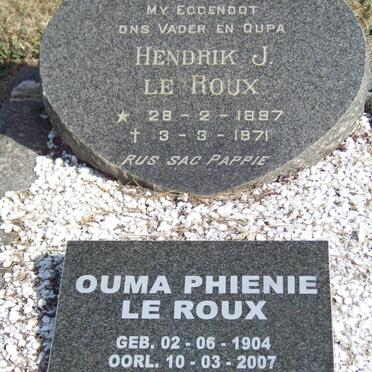 MY EGGENOOT
ONS VADER EN OUPA
HENDRIK J.
LE ROUX
★ 28-2-1897
† 3-3-1971
RUS SAG PAPPIE
OUMA PHIENIE
LE ROUX
GEB. 02-06-1904
OORL. 10-03-2007